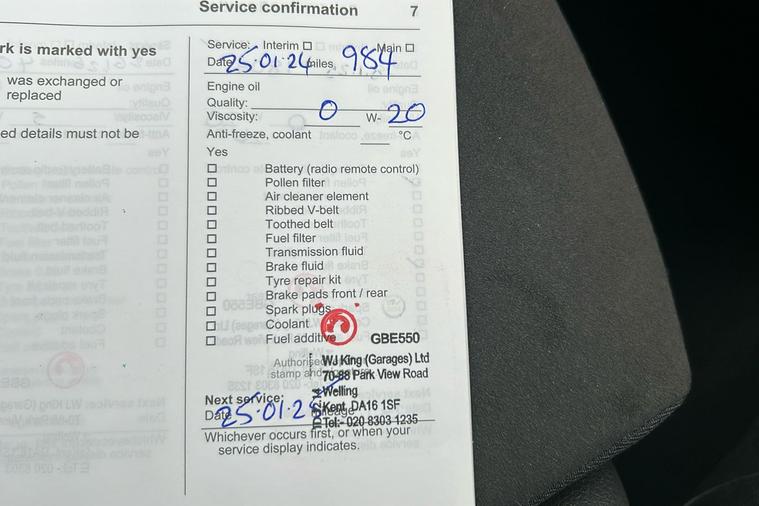 Service confirmation 7
rk is marked with yes
was exchanged or
replaced
ed details must not be
Service: Interim Main
Date 25.01.24 miles, 984
Engine oil
Quality:
Viscosity: 0 W- 20
Anti-freeze, coolant °C
Yes
Battery (radio remote control)
Pollen filter
Air cleaner element
Ribbed V-belt
Toothed belt
Fuel filter
Transmission fluid
Brake fluid
Tyre repair kit
Brake pads front / rear
Spark plugs
Coolant
Fuel additive
GBE550
Authorised
stamp and
WJ King (Garages) Ltd
70-88 Park View Road
Welling
Kent, DA16 1SF
Tel:- 020 8303 1235
Next service:
Date 25.01.2
Whichever occurs first, or when your
service display indicates.